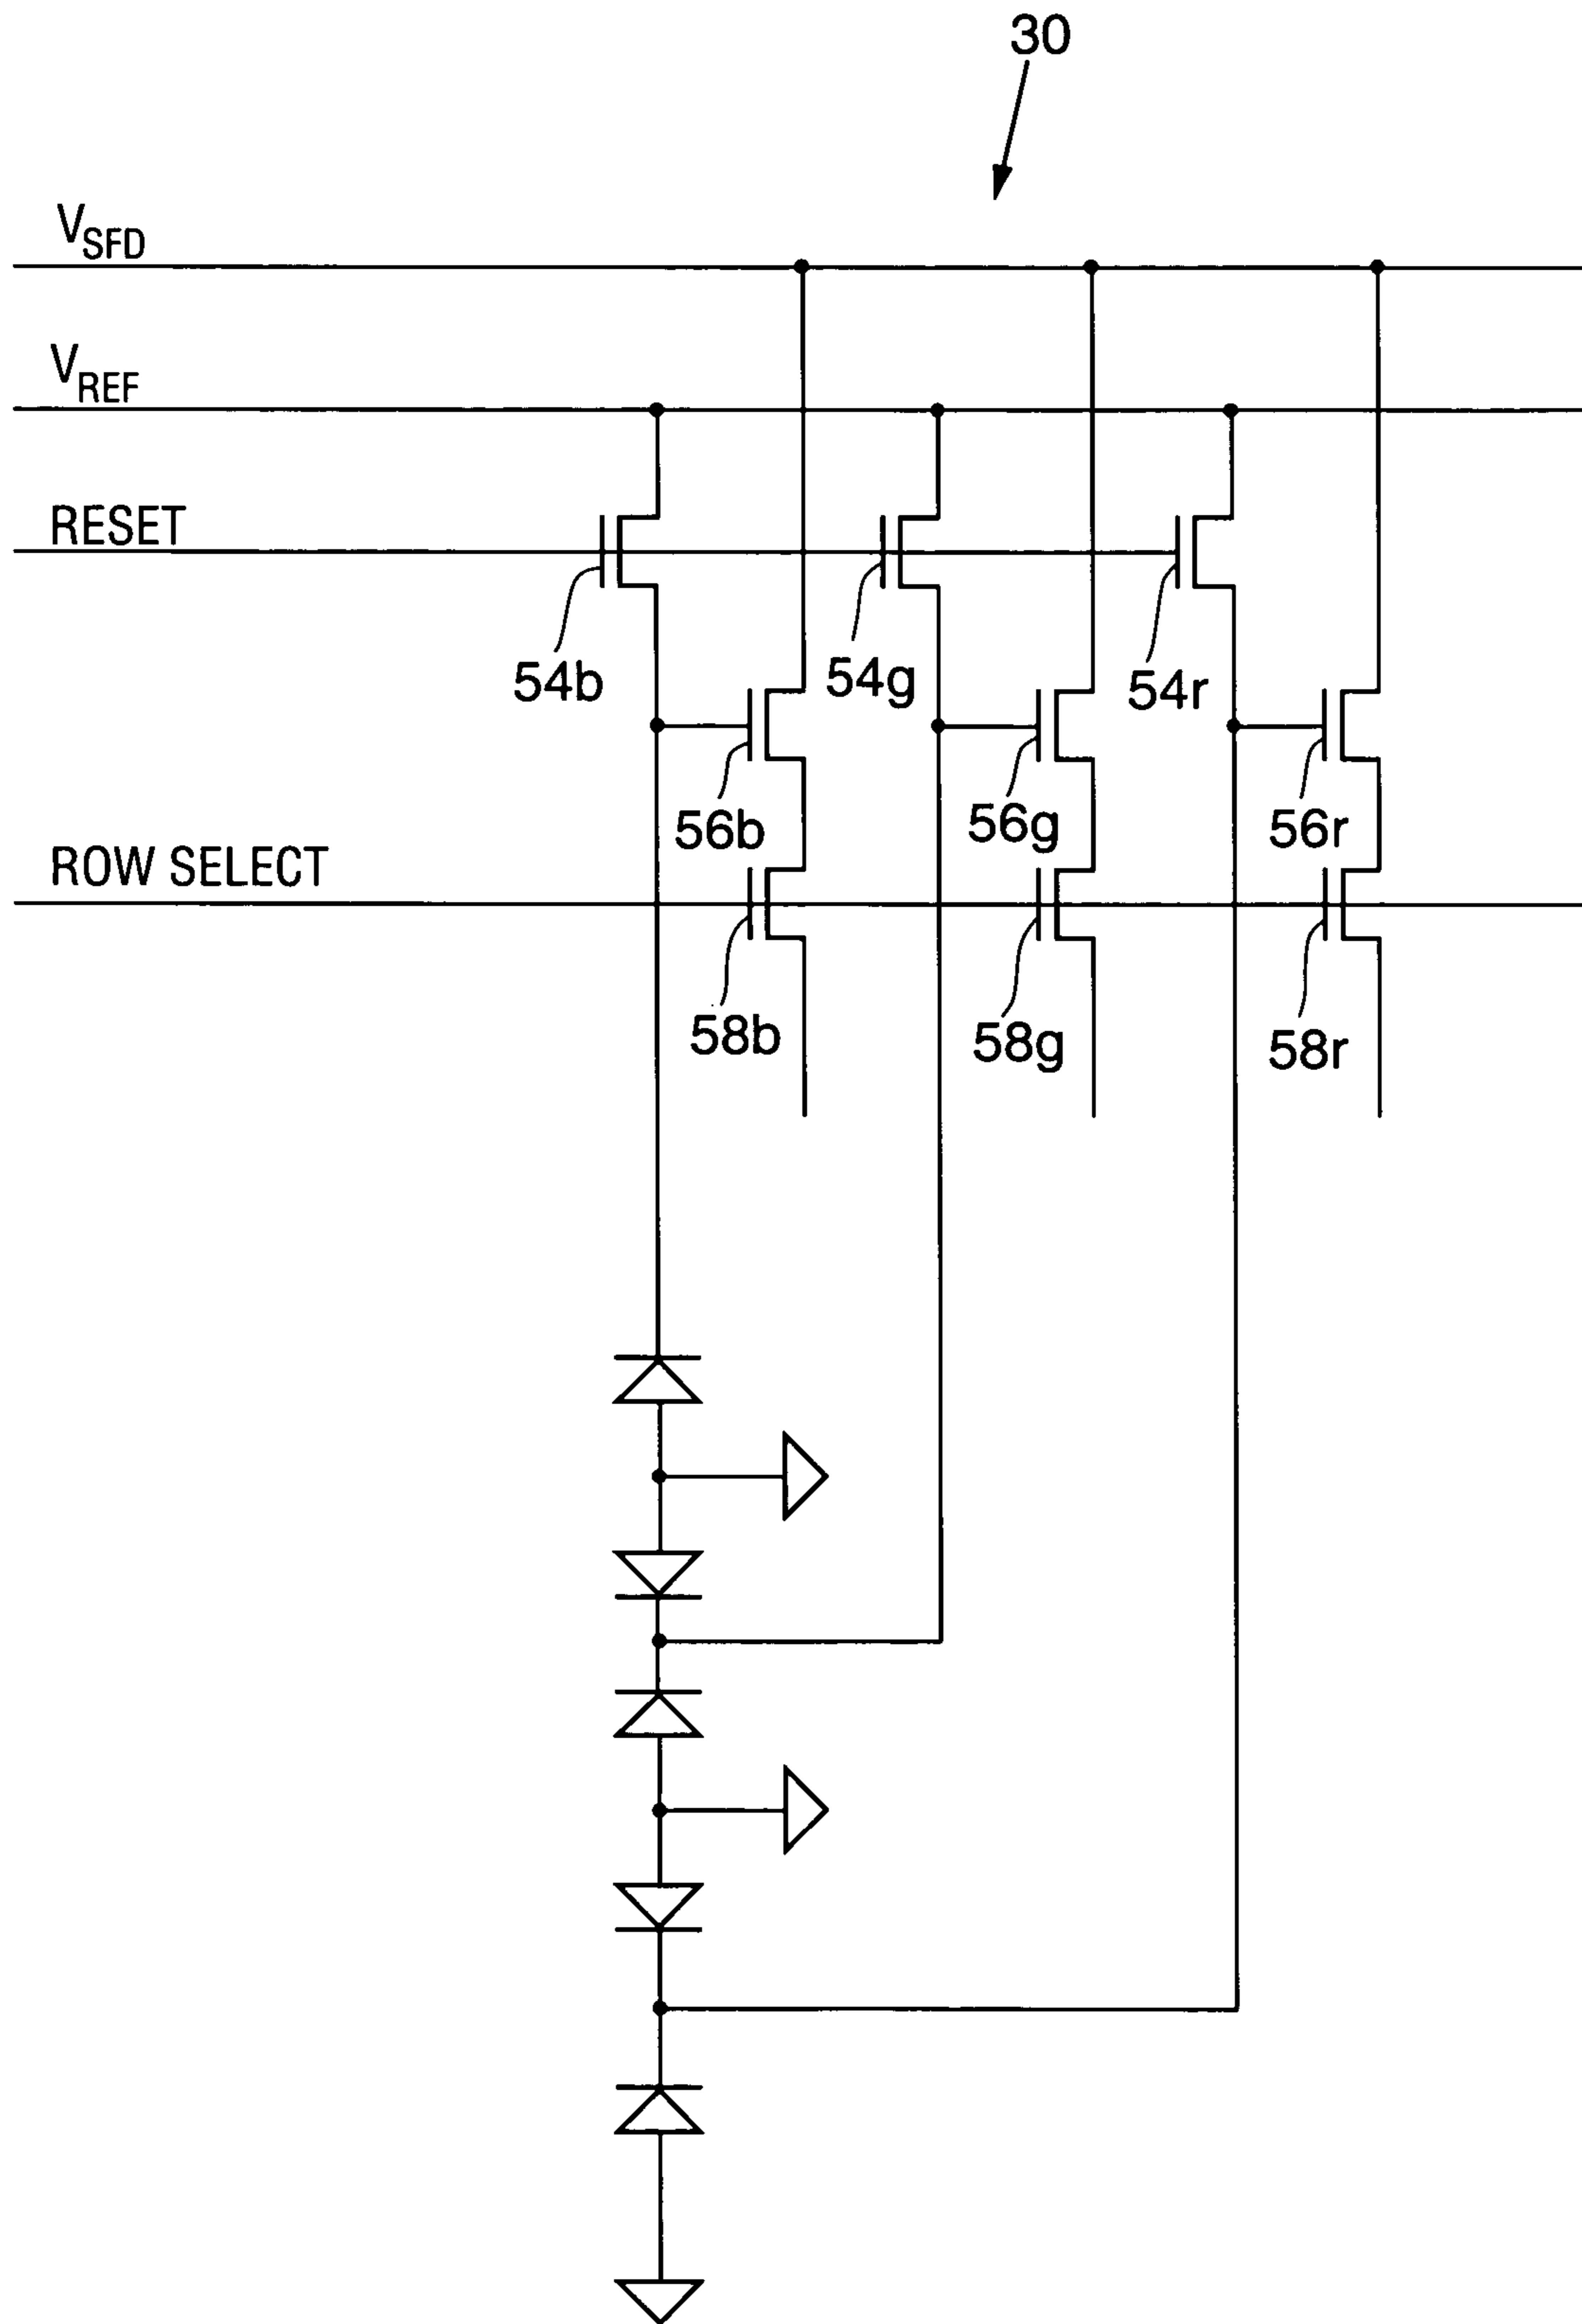 30
V_SFD
V_REF
RESET
54b
54g
54r
56b
56g
56r
ROW SELECT
58b
58g
58r